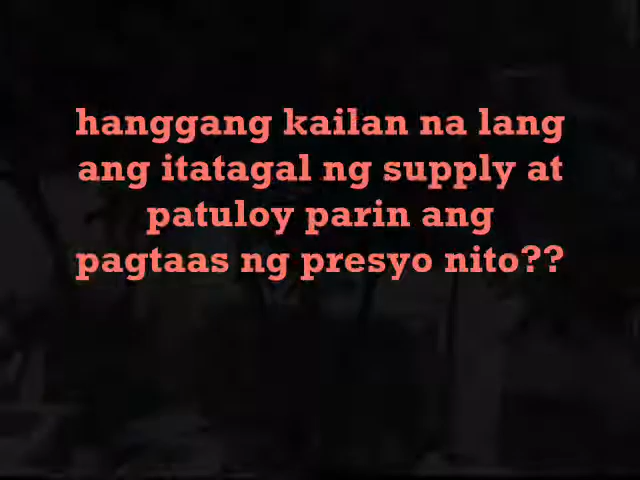 hanggang kailan na lang
ang itatagal ng supply at
patuloy parin ang
pagtaas ng presyo nito??